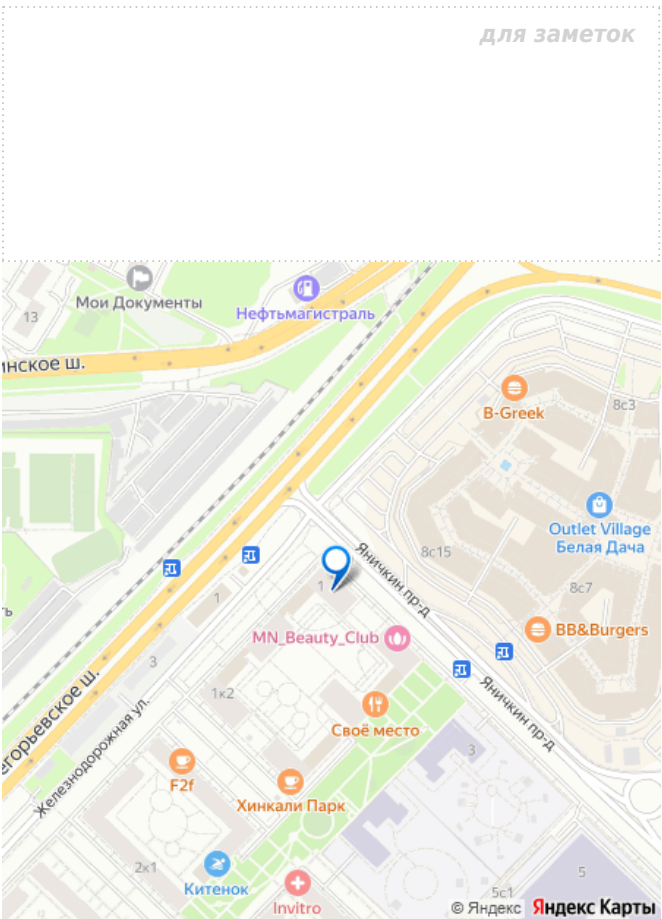 для заметок
Мои Документы
13
Нефтьмагистраль
инское ш.
B-Greek
8с3
Outlet Village
Белая Дача
8с15
8с7
Яничкин пр-д
1
1
MN_Beauty_Club
BB&Burgers
ть
3
1к2
Яничкин пр-д
егорьевское ш.
Железнодорожная ул.
Своё место
3
F2f
Хинкали Парк
2к1
Китенок
5
5с1
Invitro
© Яндекс Яндекс Карты